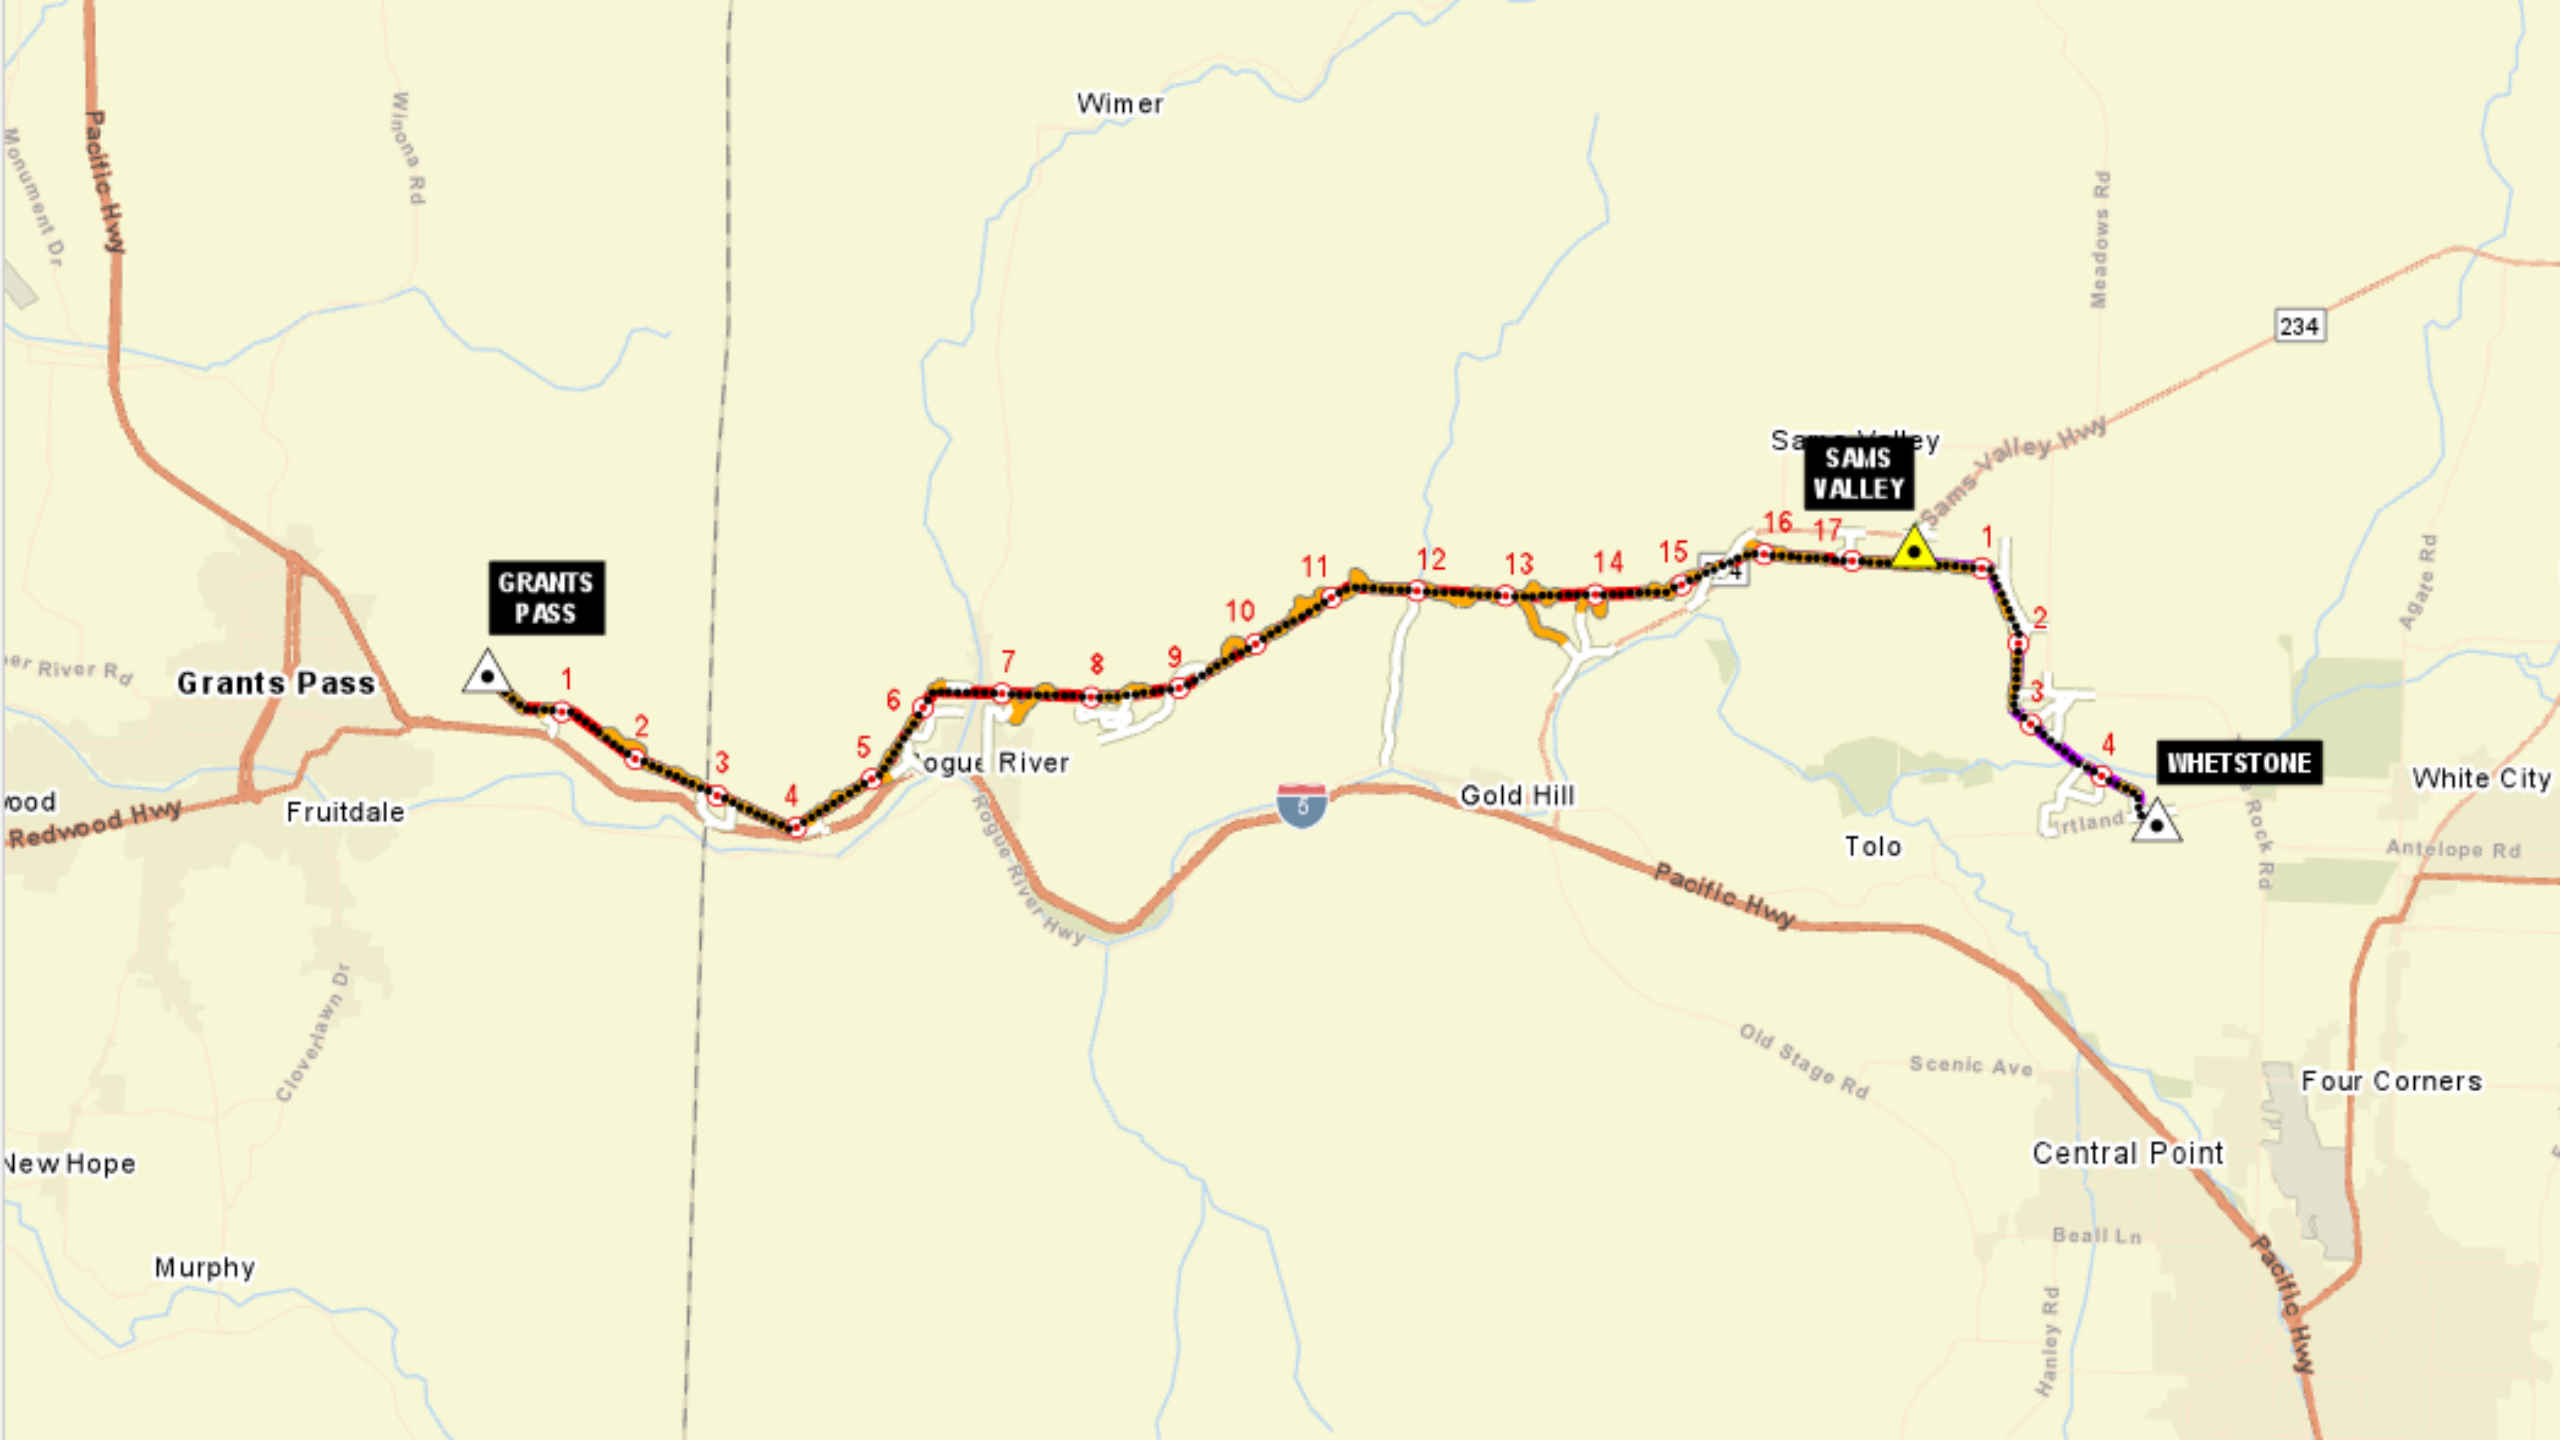 Wimer
Pacific Hwy
Winona Rd
Monument Dr
Meadows Rd
234
Sams Valley Hwy
SAMS
VALLEY
16
17
1
15
14
13
12
11
10
2
3
4
GRANTS
PASS
1
2
3
4
5
6
7
8
9
Agate Rd
River Rd
Grants Pass
WHETSTONE
White City
River
Gold Hill
5
Fruitdale
Redwood Hwy
Rogue River Hwy
Tolo
Rock Rd
Antelope Rd
Pacific Hwy
Cloverlawn Dr
Old Stage Rd
Scenic Ave
Four Corners
Central Point
New Hope
Beall Ln
Murphy
Hanley Rd
Pacific Hwy